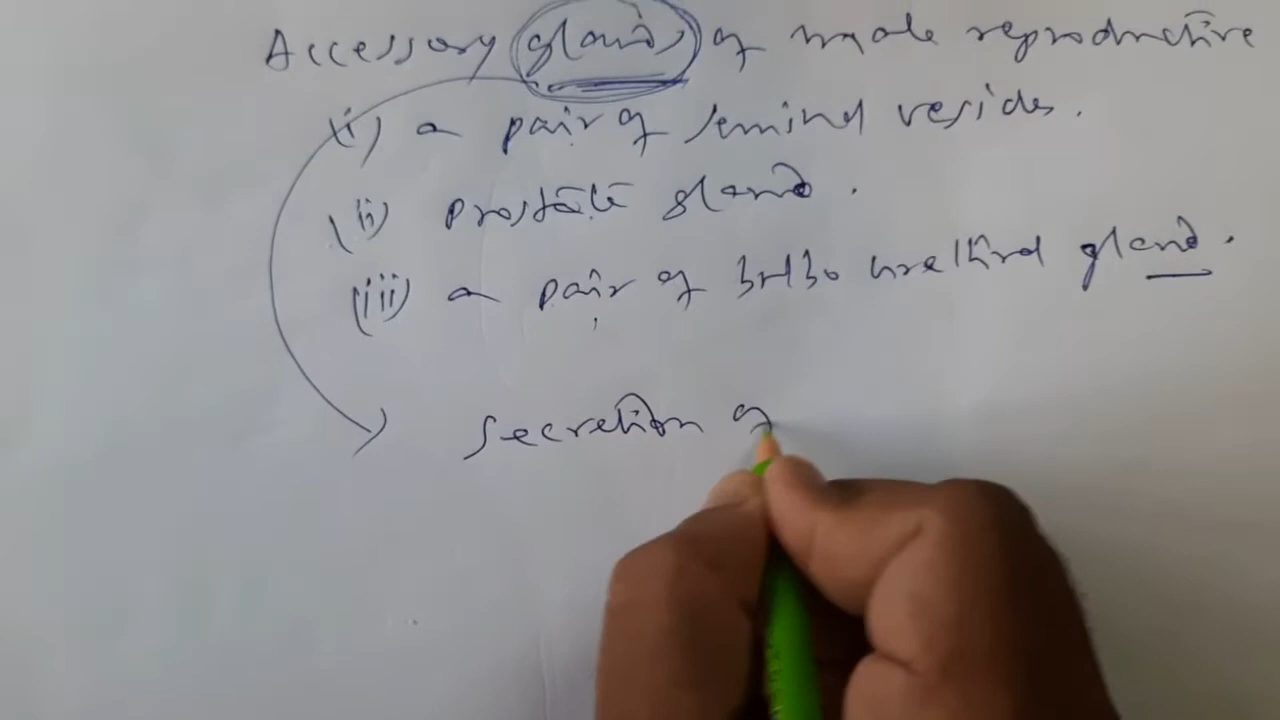 Accessory glands of male reproductive
(i) a pair of seminal vesicles.
(ii) prostate gland.
(iii) a pair of bulbo urethral gland.
secretion of